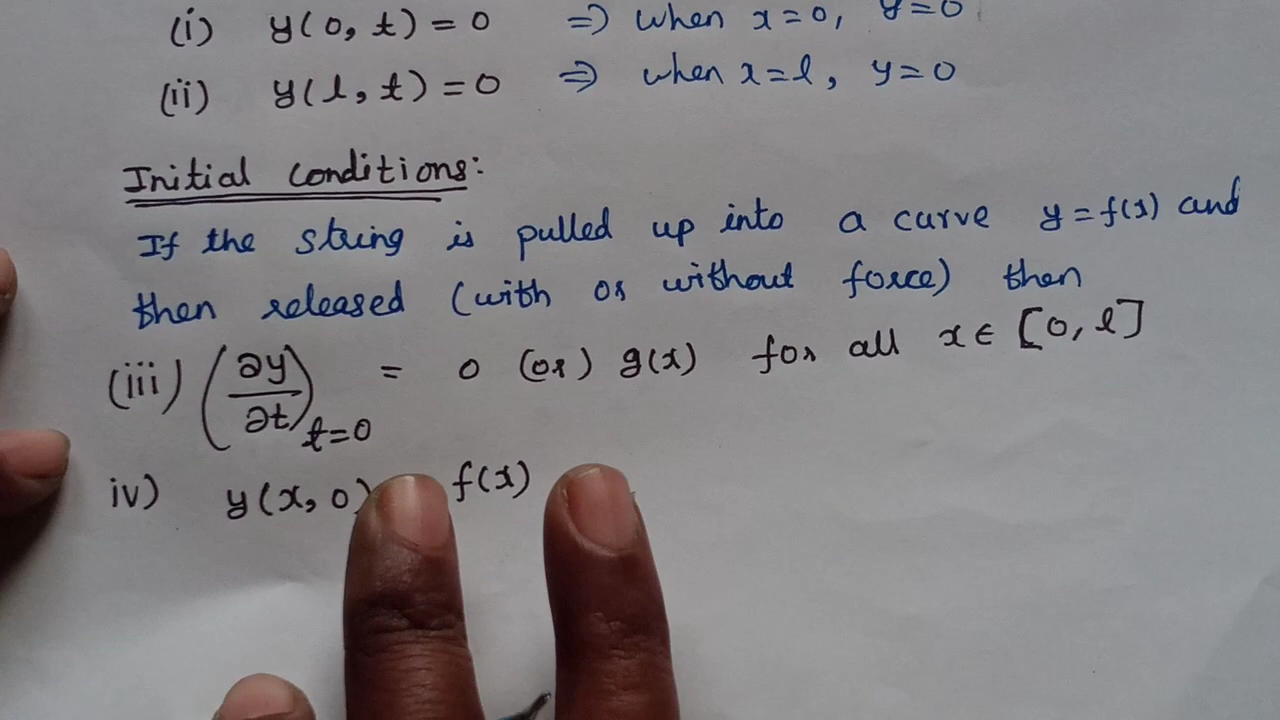 (i) y(0, t) = 0 ⇒ when x=0, y=0
(ii) y(l, t) = 0 ⇒ when x=l, y=0
Initial Conditions:
If the string is pulled up into a curve y=f(x) and
then released (with or without force) then
(iii) (∂y/∂t)t=0 = 0 (or) g(x) for all x∈ [0, l]
iv) y(x, 0) f(x)